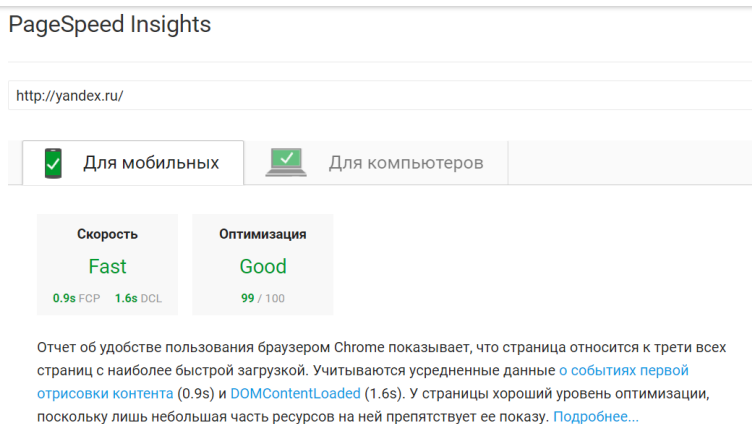 PageSpeed Insights
http://yandex.ru/
Для мобильных
Для компьютеров
Скорость
Fast
0.9s FCP 1.6s DCL
Оптимизация
Good
99 / 100
Отчет об удобстве пользования браузером Chrome показывает, что страница относится к трети всех
страниц с наиболее быстрой загрузкой. Учитываются усредненные данные о событиях первой
отрисовки контента (0.9s) и DOMContentLoaded (1.6s). У страницы хороший уровень оптимизации,
поскольку лишь небольшая часть ресурсов на ней препятствует ее показу. Подробнее...